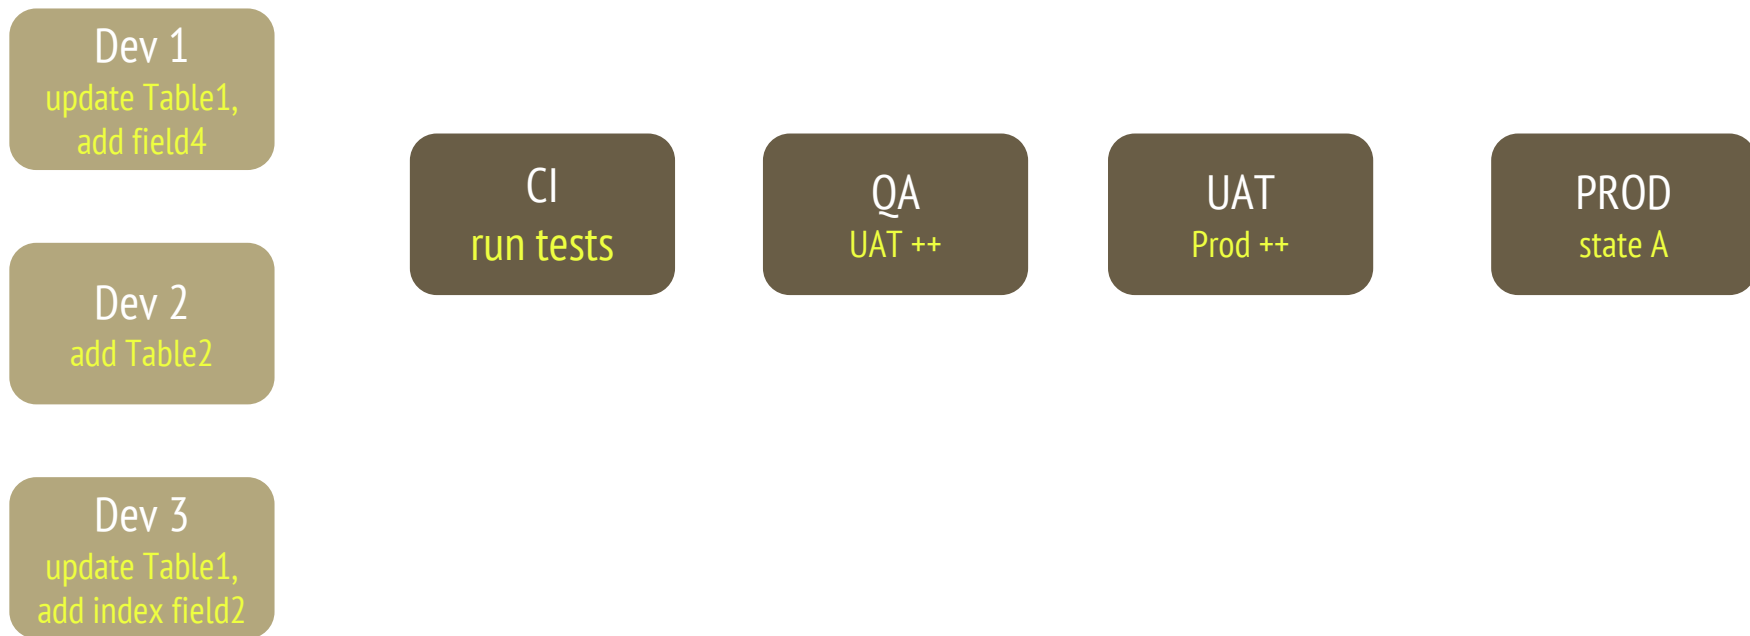 Dev 1
update Table1,
add field4
Dev 2
add Table2
Dev 3
update Table1,
add index field2
CI
run tests
QA
UAT ++
UAT
Prod ++
PROD
state A